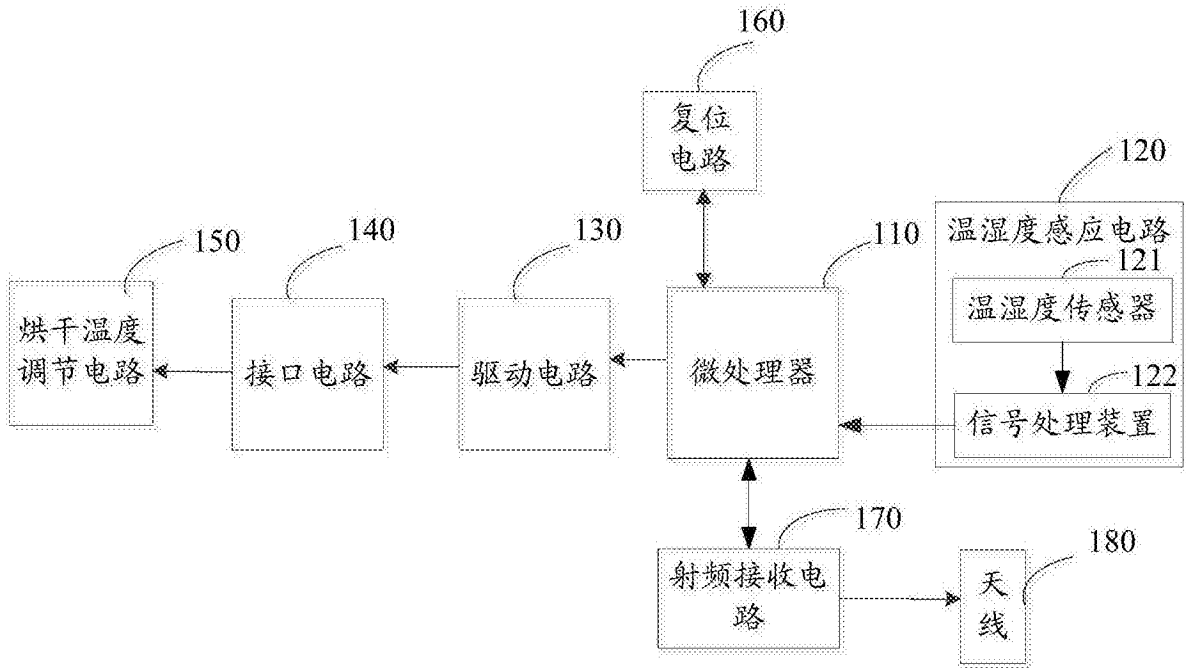 160
复位
电路
120
温湿度感应电路
150
140
130
110
121
温湿度传感器
烘干温度
调节电路
接口电路
驱动电路
微处理器
122
信号处理装置
170
射频接收电
路
180
天
线